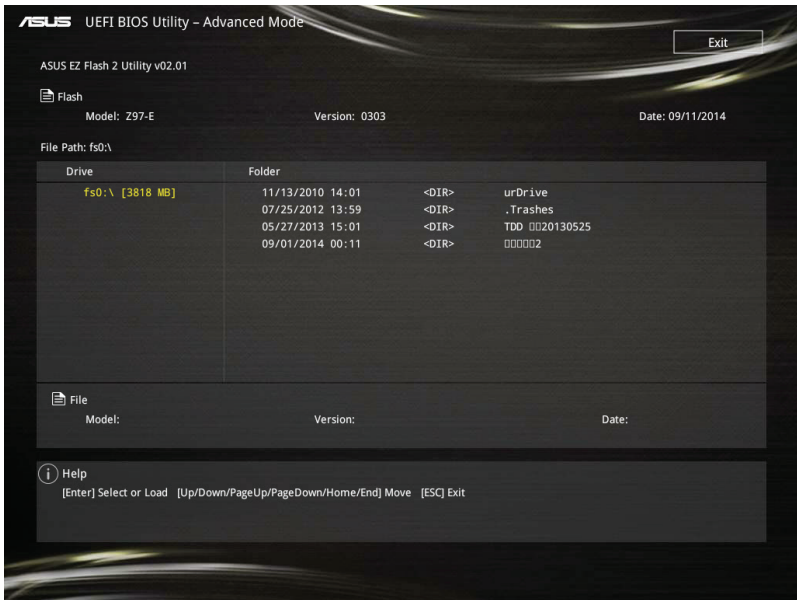 ASUS UEFI BIOS Utility – Advanced Mode
Exit
ASUS EZ Flash 2 Utility v02.01
Flash
Model: Z97-E Version: 0303 Date: 09/11/2014
File Path: fs0:\
Drive Folder
fs0:\ [3818 MB] 11/13/2010 14:01 <DIR> urDrive
07/25/2012 13:59 <DIR> .Trashes
05/27/2013 15:01 <DIR> TDD ▯▯20130525
09/01/2014 00:11 <DIR> ▯▯▯▯▯2
File
Model: Version: Date:
Help
[Enter] Select or Load [Up/Down/PageUp/PageDown/Home/End] Move [ESC] Exit